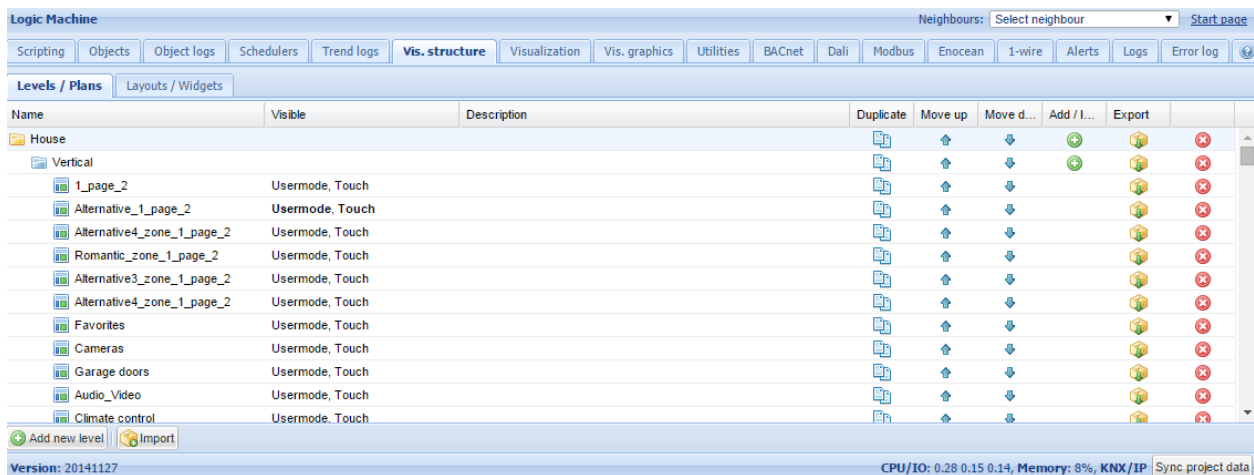 Logic Machine Neighbours: Select neighbour Start page
Scripting Objects Object logs Schedulers Trend logs Vis. structure Visualization Vis. graphics Utilities BACnet Dali Modbus Enocean 1-wire Alerts Logs Error log
Levels / Plans Layouts / Widgets
Name Visible Description Duplicate Move up Move d... Add / I... Export
House
Vertical
1_page_2 Usermode, Touch
Alternative_1_page_2 Usermode, Touch
Alternative4_zone_1_page_2 Usermode, Touch
Romantic_zone_1_page_2 Usermode, Touch
Alternative3_zone_1_page_2 Usermode, Touch
Alternative4_zone_1_page_2 Usermode, Touch
Favorites Usermode, Touch
Cameras Usermode, Touch
Garage doors Usermode, Touch
Audio_Video Usermode, Touch
Climate control Usermode, Touch
Add new level Import
Version: 20141127 CPU/IO: 0.28 0.15 0.14, Memory: 8%, KNX/IP Sync project data